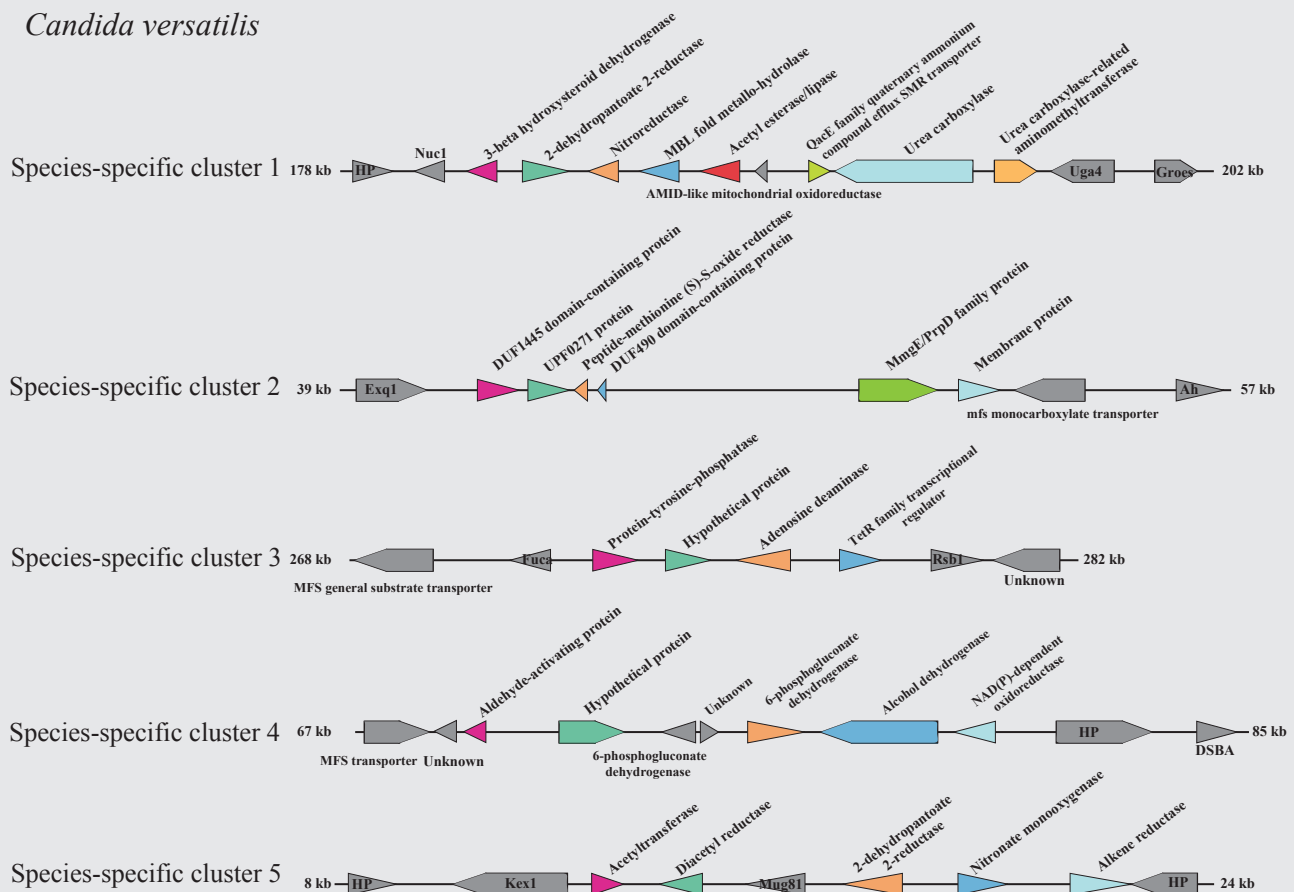 Candida versatilis
3-beta hydroxysteroid dehydrogenase
2-dehydropantoate 2-reductase
Nitroreductase
MBL fold metallo-hydrolase
Acetyl esterase/lipase
QacE family quaternary ammonium
compound efflux SMR transporter
Urea carboxylase
Urea carboxylase-related
aminomethyltransferase
Species-specific cluster 1
178 kb
HP
Nuc1
Uga4
Groes
202 kb
AMID-like mitochondrial oxidoreductase
DUF1445 domain-containing protein
UPF0271 protein
Peptide-methionine (S)-S-oxide reductase
DUF490 domain-containing protein
MmgE/PrpD family protein
Membrane protein
Species-specific cluster 2
39 kb
Exq1
Ah
57 kb
mfs monocarboxylate transporter
Protein-tyrosine-phosphatase
Hypothetical protein
Adenosine deaminase
TetR family transcriptional
regulator
Species-specific cluster 3
268 kb
Fuca
Rsb1
282 kb
MFS general substrate transporter
Unknown
Aldehyde-activating protein
Hypothetical protein
Unknown
6-phosphogluconate
dehydrogenase
Alcohol dehydrogenase
NAD(P)-dependent
oxidoreductase
Species-specific cluster 4
67 kb
HP
85 kb
MFS transporter
Unknown
6-phosphogluconate
dehydrogenase
DSBA
Acetyltransferase
Diacetyl reductase
2-dehydropantoate
2-reductase
Nitronate monooxygenase
Alkene reductase
Species-specific cluster 5
8 kb
HP
Kex1
Mug81
HP
24 kb